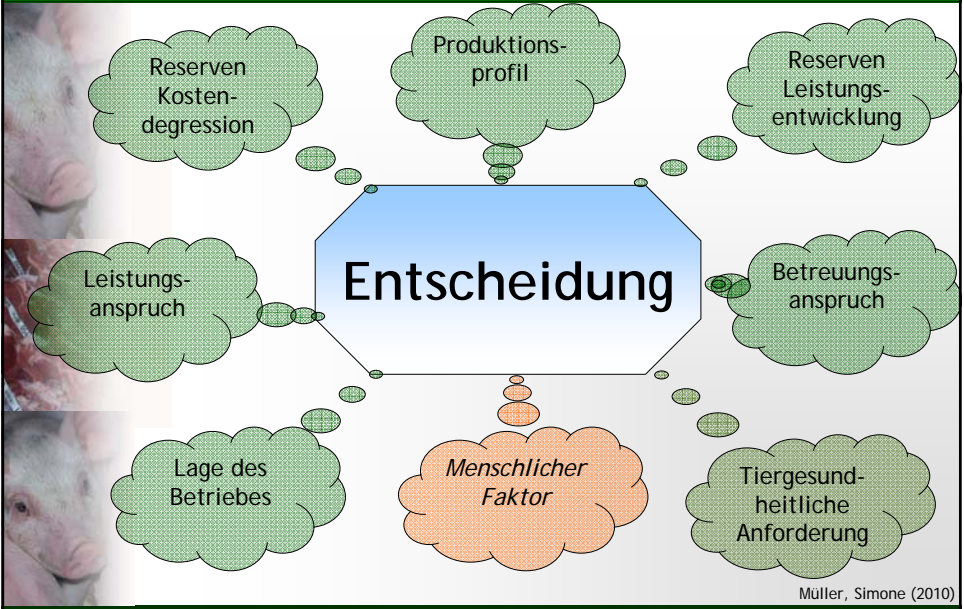 Reserven
Kosten-
degression
Produktions-
profil
Reserven
Leistungs-
entwicklung
Leistungs-
anspruch
Entscheidung
Betreuungs-
anspruch
Lage des
Betriebes
Menschlicher
Faktor
Tiergesund-
heitliche
Anforderung
Müller, Simone (2010)